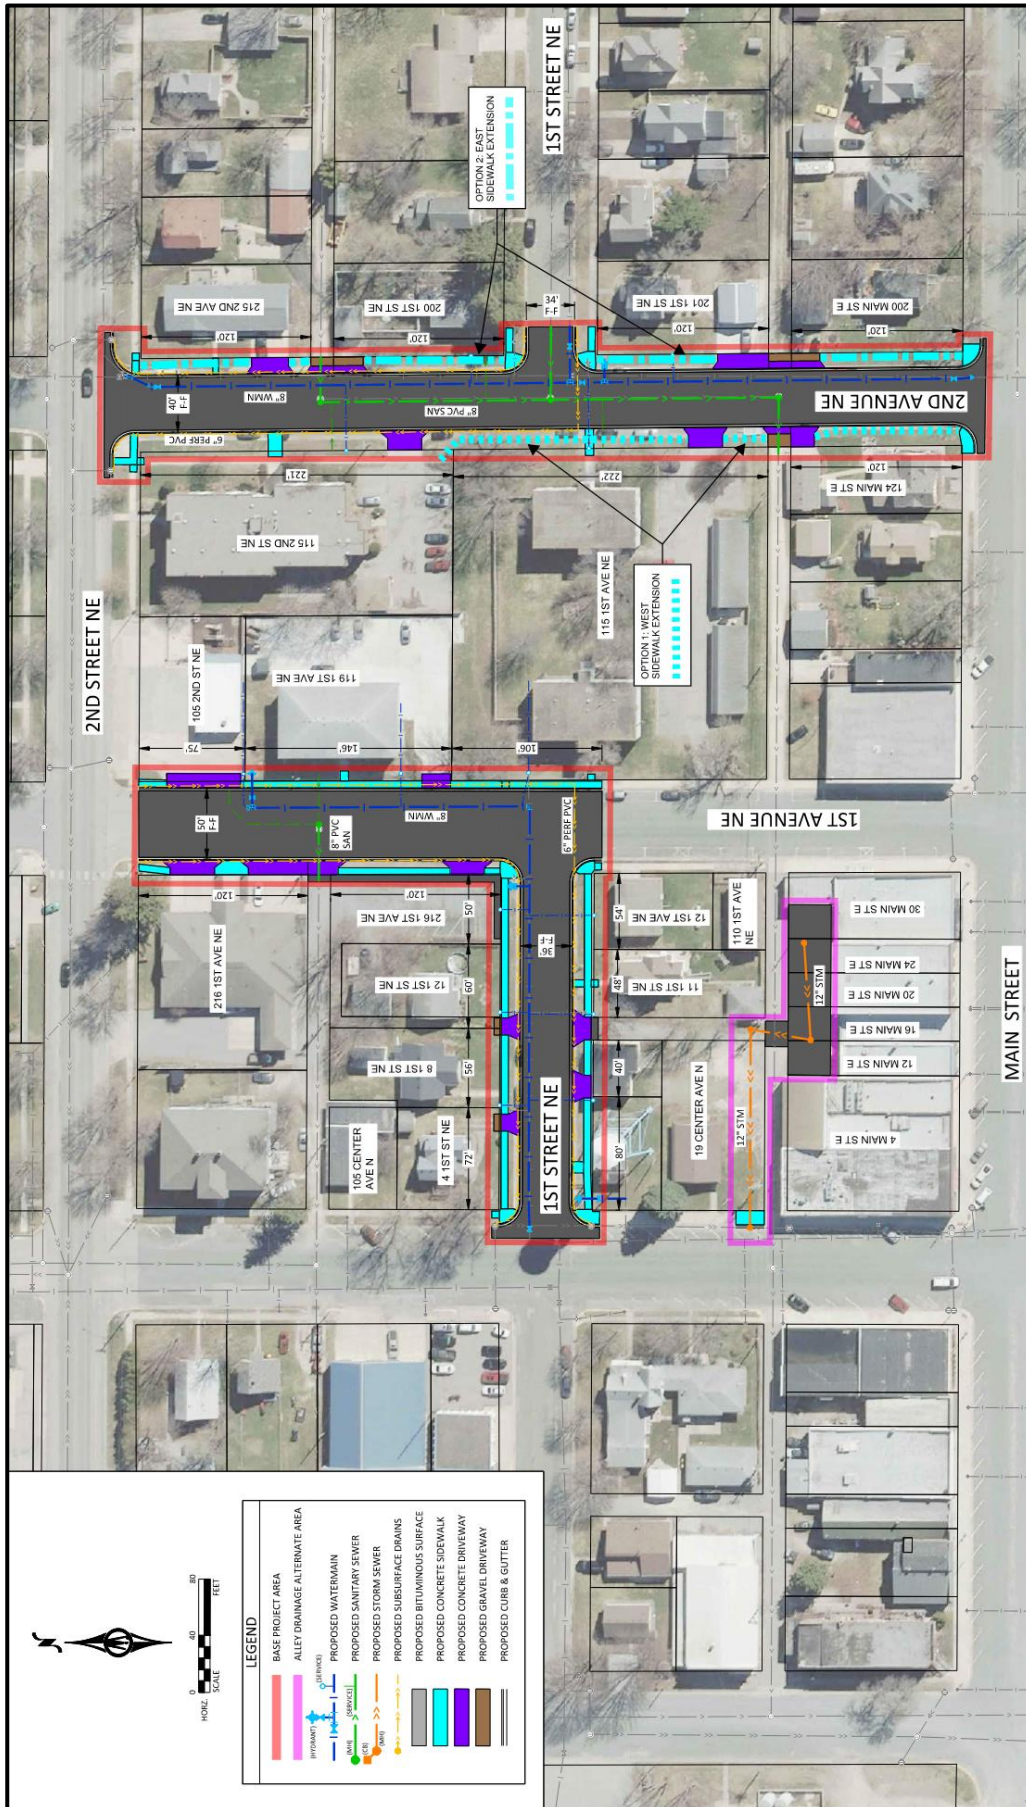 1ST STREET NE
OPTION 2: EAST
SIDEWALK EXTENSION
215 2ND AVE NE
200 1ST ST NE
201 1ST ST NE
200 MAIN ST E
120'
120'
34'
F-F
120'
120'
40'
F-F
8" WMN
8" PVC SAN
6" PERF PVC
2ND AVENUE NE
221'
222'
120'
124 MAIN ST E
115 2ND ST NE
115 1ST AVE NE
OPTION 1: WEST
SIDEWALK EXTENSION
2ND STREET NE
105 2ND ST NE
119 1ST AVE NE
75'
146'
106'
50'
F-F
8" WMN
8" PVC
SAN
6" PERF PVC
1ST AVENUE NE
120'
120'
216 1ST AVE NE
216 1ST AVE NE
50'
36'
F-F
54'
12 1ST AVE NE
110 1ST AVE
NE
30 MAIN ST E
12 1ST ST NE
60'
48'
11 1ST ST NE
24 MAIN ST E
20 MAIN ST E
12" STM
16 MAIN ST E
12 MAIN ST E
8 1ST ST NE
56'
40'
105 CENTER
AVE N
4 1ST ST NE
72'
1ST STREET NE
80'
19 CENTER AVE N
12" STM
4 MAIN ST E
MAIN STREET
N
0
40
80
HORZ.
SCALE
FEET
LEGEND
BASE PROJECT AREA
ALLEY DRAINAGE ALTERNATE AREA
(HYDRANT)
(SERVICE)
PROPOSED WATERMAIN
(MH)
(SERVICE)
PROPOSED SANITARY SEWER
(CB)
(MH)
PROPOSED STORM SEWER
PROPOSED SUBSURFACE DRAINS
PROPOSED BITUMINOUS SURFACE
PROPOSED CONCRETE SIDEWALK
PROPOSED CONCRETE DRIVEWAY
PROPOSED GRAVEL DRIVEWAY
PROPOSED CURB & GUTTER